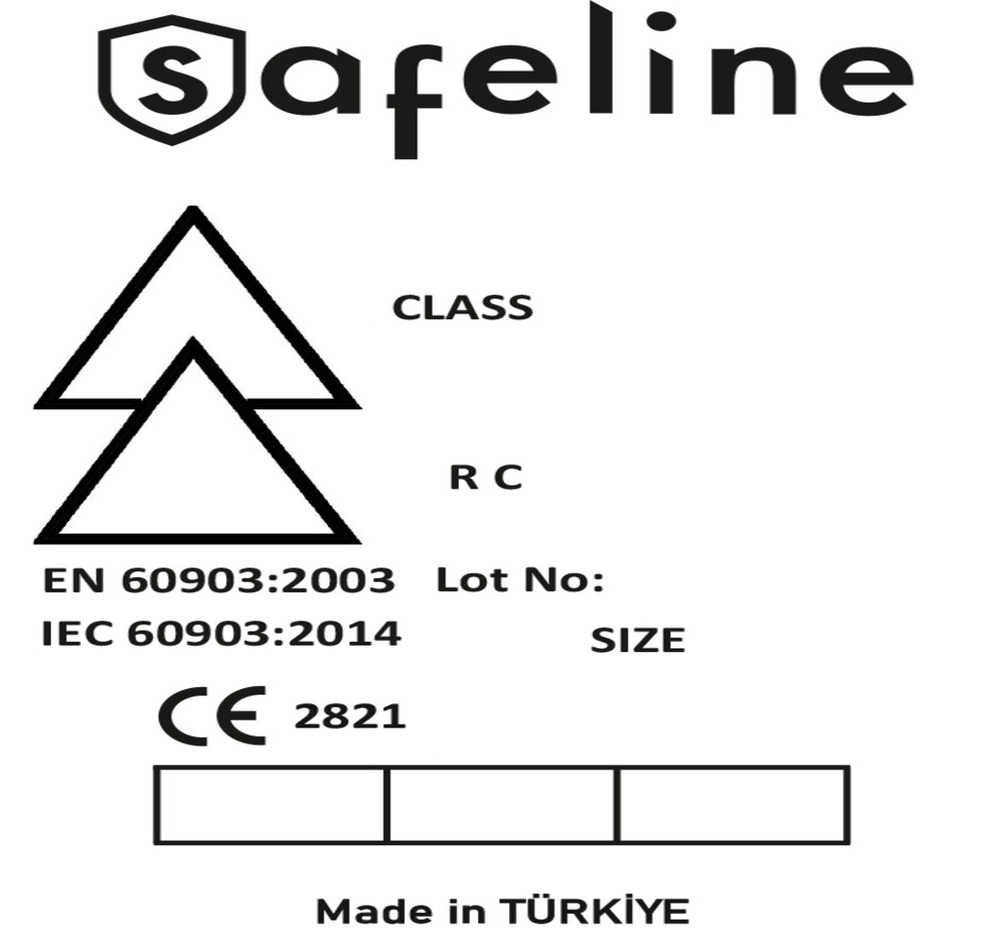 safeline
CLASS
R C
EN 60903:2003 Lot No:
IEC 60903:2014 SIZE
CE 2821
Made in TÜRKİYE